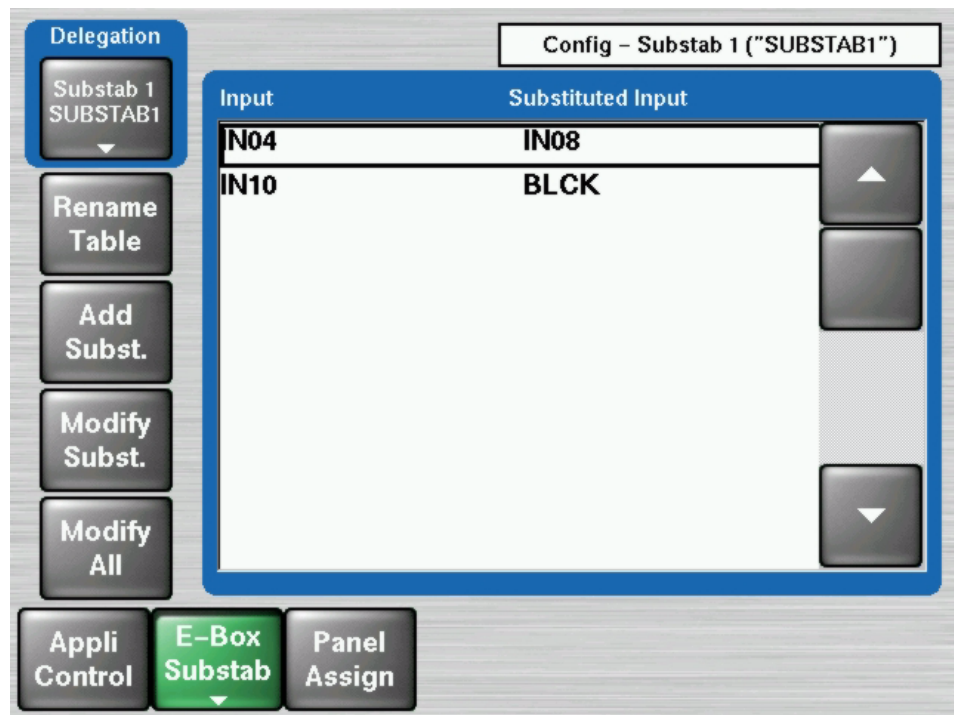 Delegation
Config – Substab 1 ("SUBSTAB1")
Substab 1
SUBSTAB1
Input Substituted Input
IN04 IN08
IN10 BLCK
Rename
Table
Add
Subst.
Modify
Subst.
Modify
All
Appli
Control
E–Box
Substab
Panel
Assign